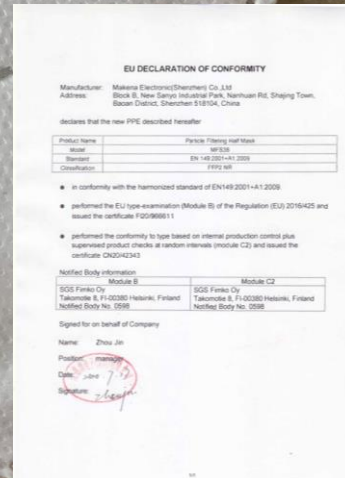 EU DECLARATION OF CONFORMITY
Manufacturer: Makena Electronic(Shenzhen) Co.,Ltd
Address: Block B, New Sanyo Industrial Park, Nanhuan Rd, Shajing Town,
Baoan District, Shenzhen 518104, China
declares that the new PPE described hereafter
Product Name Particle Filtering Half Mask
Model
Standard EN 149:2001+A1:2009
Classification FFP2 NR
in conformity with the harmonized standard of EN149:2001+A1:2009.
performed the EU type-examination (Module B) of the Regulation (EU) 2016/425 and
issued the certificate
performed the conformity to type based on internal production control plus
supervised product checks at random intervals (module C2) and issued the
certificate CN20/42343
Notified Body information
Module B Module C2
SGS Fimko Oy SGS Fimko Oy
Takomotie 8, FI-00380 Helsinki, Finland Takomotie 8, FI-00380 Helsinki, Finland
Notified Body No. 0598 Notified Body No. 0598
Signed for on behalf of Company
Name: Zhou Jin
Position: manager
Date:
Signature: